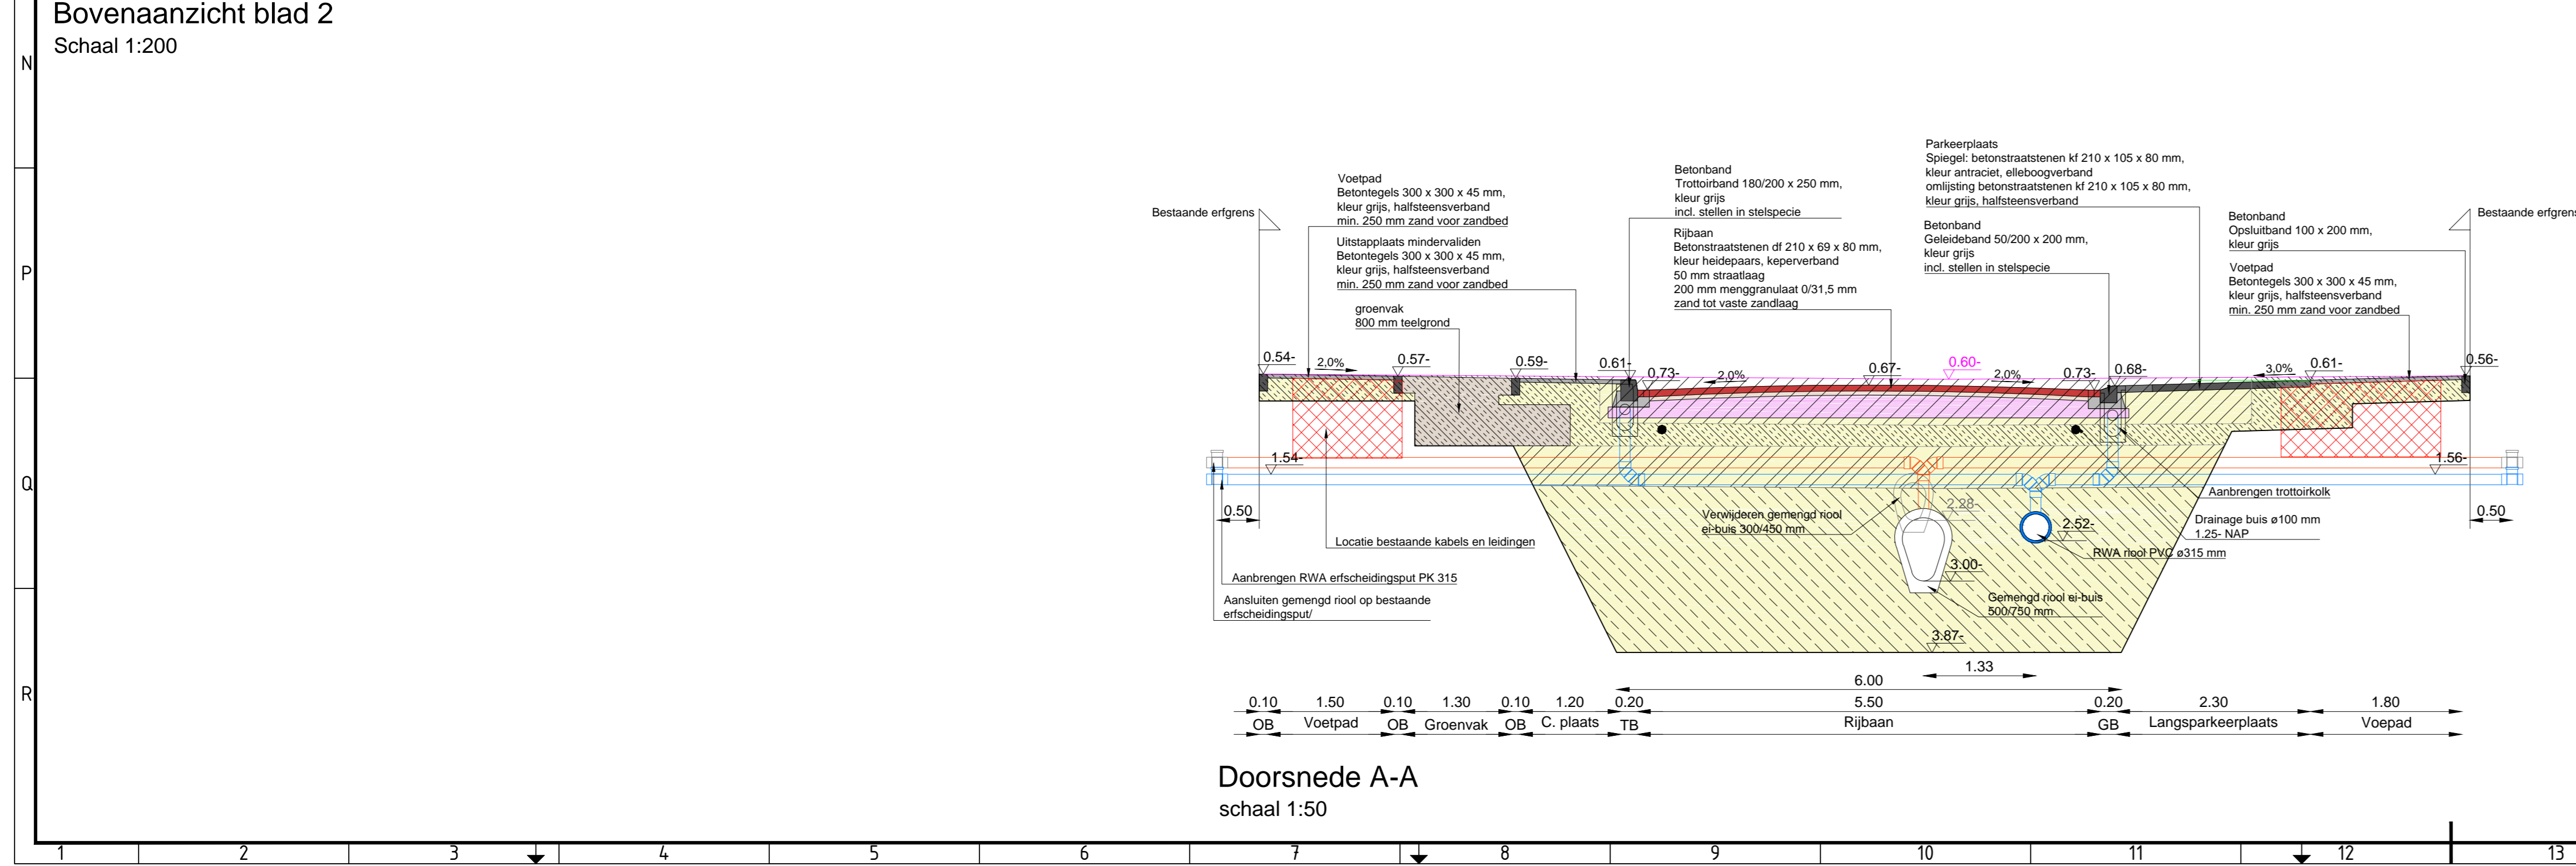 Bovenaanzicht blad 2
Schaal 1:200
N
P
Q
R
Bestaande erfgrens
Voetpad
Betontegels 300 x 300 x 45 mm,
kleur grijs, halfsteensverband
min. 250 mm zand voor zandbed
Uitstapplaats mindervaliden
Betontegels 300 x 300 x 45 mm,
kleur grijs, halfsteensverband
min. 250 mm zand voor zandbed
groenvak
800 mm teelgrond
Betonband
Trottoirband 180/200 x 250 mm,
kleur grijs
incl. stellen in stelspecie
Rijbaan
Betonstraatstenen df 210 x 69 x 80 mm,
kleur heidepaars, keperverband
50 mm straatlaag
200 mm menggranulaat 0/31,5 mm
zand tot vaste zandlaag
Parkeerplaats
Spiegel: betonstraatstenen kf 210 x 105 x 80 mm,
kleur antraciet, elleboogverband
omlijsting betonstraatstenen kf 210 x 105 x 80 mm,
kleur grijs, halfsteensverband
Betonband
Geleideband 50/200 x 200 mm,
kleur grijs
incl. stellen in stelspecie
Betonband
Opsluitband 100 x 200 mm,
kleur grijs
Voetpad
Betontegels 300 x 300 x 45 mm,
kleur grijs, halfsteensverband
min. 250 mm zand voor zandbed
Bestaande erfgrens
0.54-
2,0%
0.57-
0.59-
0.61-
0.73-
2,0%
0.67-
0.60-
2,0%
0.73-
0.68-
3,0%
0.61-
0.56-
1.54-
1.56-
0.50
0.50
Verwijderen gemengd riool
ei-buis 300/450 mm
2.28-
2.52-
3.00-
3.87-
Aanbrengen trottoirkolk
Drainage buis ø100 mm
1.25- NAP
RWA riool PVC ø315 mm
Gemengd riool ei-buis
500/750 mm
Locatie bestaande kabels en leidingen
Aanbrengen RWA erfscheidingsput PK 315
Aansluiten gemengd riool op bestaande
erfscheidingsput/
1.33
6.00
0.10 1.50 0.10 1.30 0.10 1.20 0.20 5.50 0.20 2.30 1.80
OB Voetpad OB Groenvak OB C. plaats TB Rijbaan GB Langsparkeerplaats Voepad
Doorsnede A-A
schaal 1:50
1 2 3 4 5 6 7 8 9 10 11 12 13